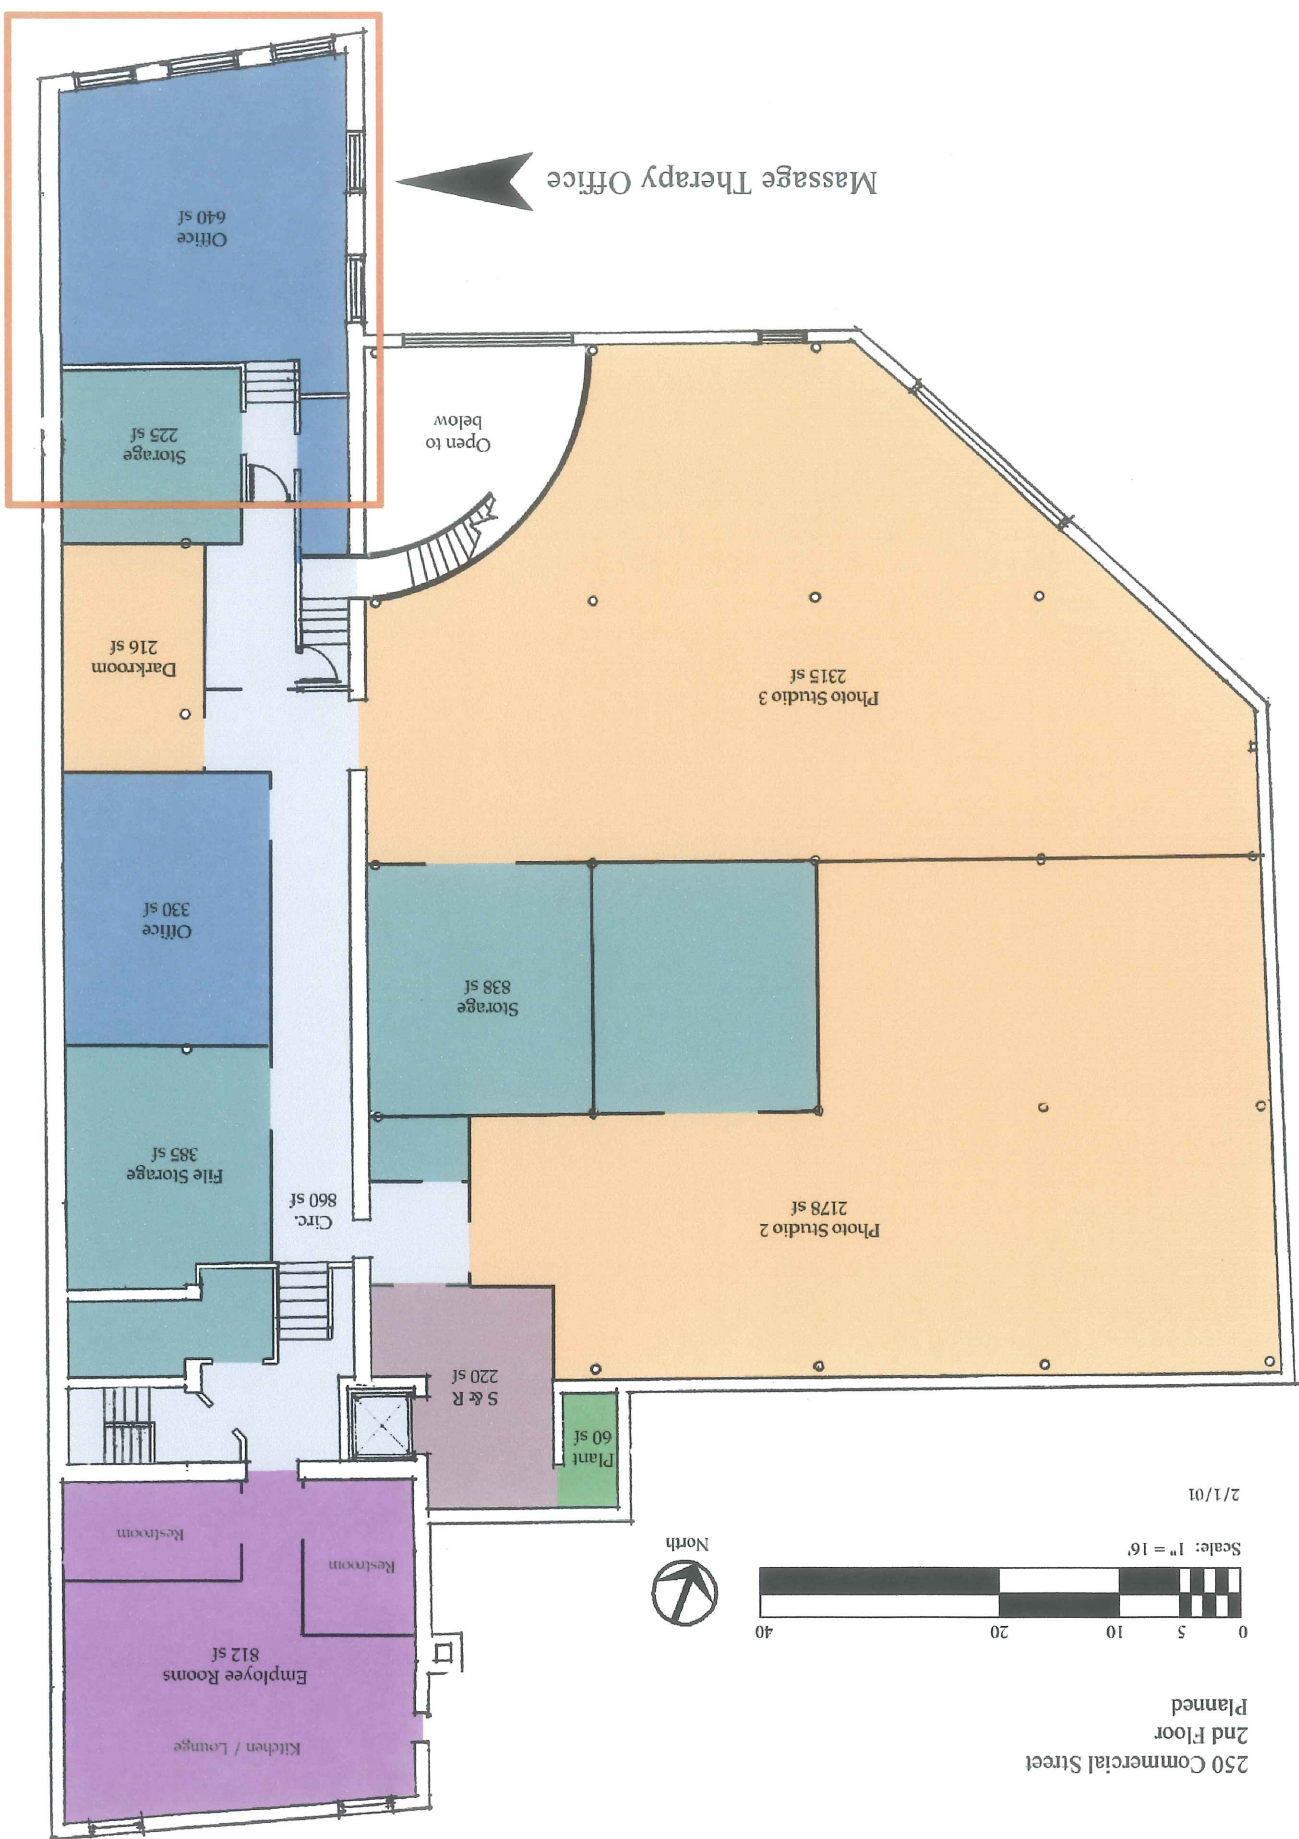 250 Commercial Street
2nd Floor
Planned
0
5
10
20
40
Scale: 1" = 16'
North
2/1/01
Kitchen / Lounge
Employee Rooms
812 sf
Restroom
Restroom
Plant
60 sf
S & R
220 sf
Photo Studio 2
2178 sf
Circ.
860 sf
File Storage
385 sf
Storage
838 sf
Office
330 sf
Photo Studio 3
2315 sf
Darkroom
216 sf
Open to
below
Storage
225 sf
Office
640 sf
Massage Therapy Office